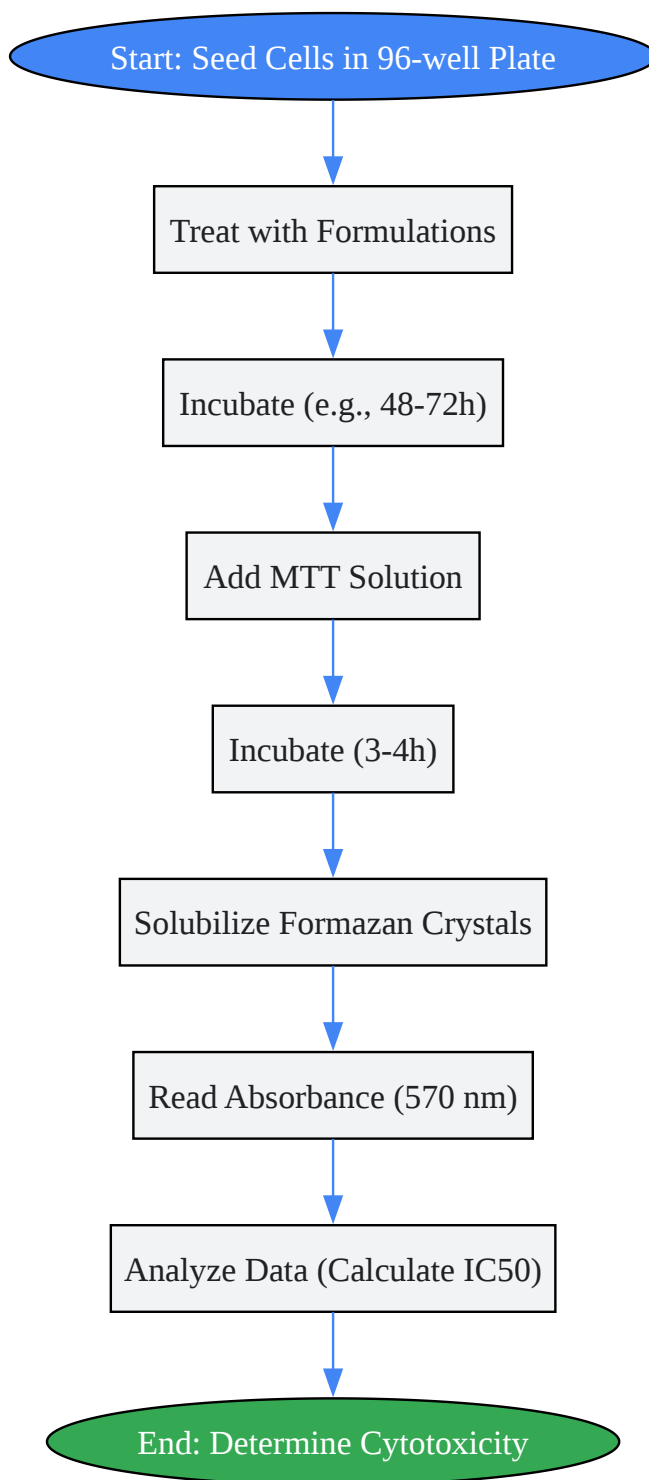 Start: Seed Cells in 96-well Plate
Treat with Formulations
Incubate (e.g., 48-72h)
Add MTT Solution
Incubate (3-4h)
Solubilize Formazan Crystals
Read Absorbance (570 nm)
Analyze Data (Calculate IC50)
End: Determine Cytotoxicity